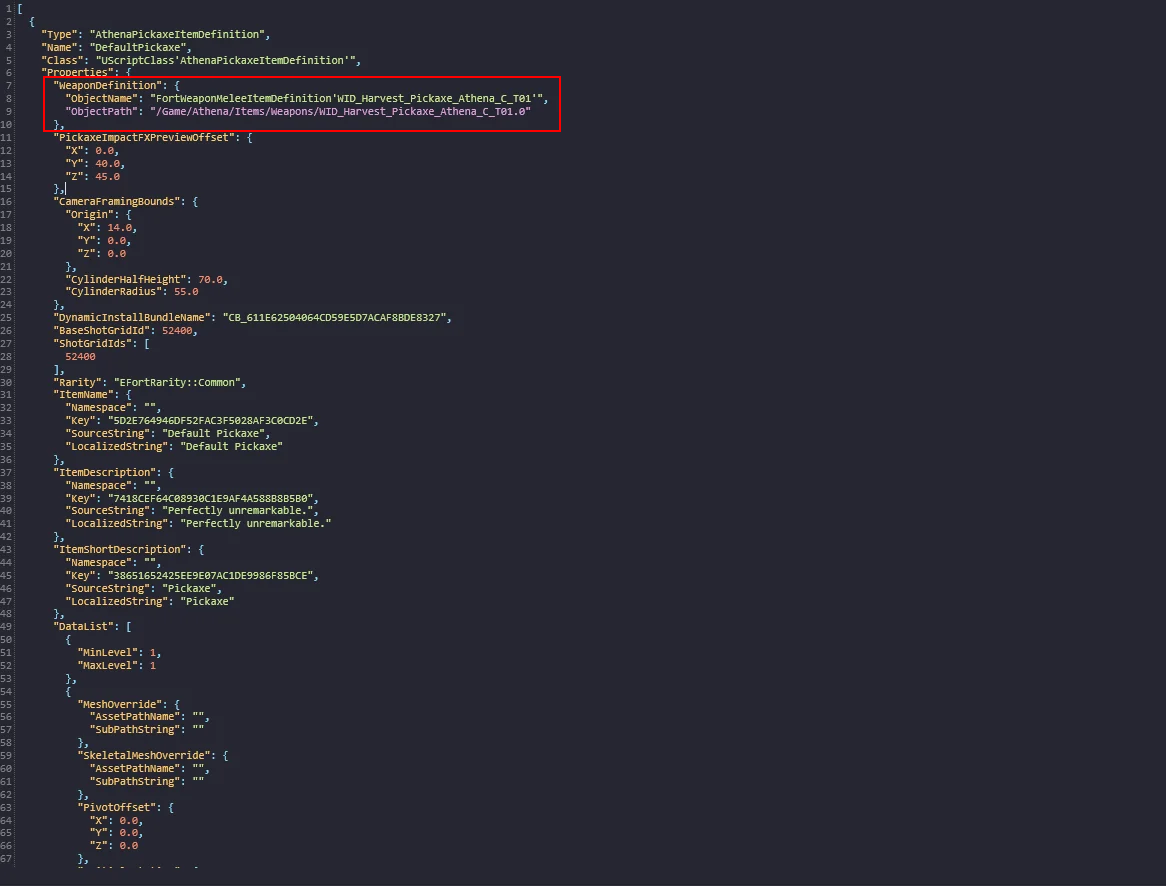 1 [
2 {
3 "Type": "AthenaPickaxeItemDefinition",
4 "Name": "DefaultPickaxe",
5 "Class": "UScriptClass'AthenaPickaxeItemDefinition'",
6 "Properties": {
7 "WeaponDefinition": {
8 "ObjectName": "FortWeaponMeleeItemDefinition'WID_Harvest_Pickaxe_Athena_C_T01'",
9 "ObjectPath": "/Game/Athena/Items/Weapons/WID_Harvest_Pickaxe_Athena_C_T01.0"
10 },
11 "PickaxeImpactFXPreviewOffset": {
12 "X": 0.0,
13 "Y": 40.0,
14 "Z": 45.0
15 },
16 "CameraFramingBounds": {
17 "Origin": {
18 "X": 14.0,
19 "Y": 0.0,
20 "Z": 0.0
21 },
22 "CylinderHalfHeight": 70.0,
23 "CylinderRadius": 55.0
24 },
25 "DynamicInstallBundleName": "CB_611E62504064CD59E5D7ACAF8BDE8327",
26 "BaseShotGridId": 52400,
27 "ShotGridIds": [
28 52400
29 ],
30 "Rarity": "EFortRarity::Common",
31 "ItemName": {
32 "Namespace": "",
33 "Key": "5D2E764946DF52FAC3F5028AF3C0CD2E",
34 "SourceString": "Default Pickaxe",
35 "LocalizedString": "Default Pickaxe"
36 },
37 "ItemDescription": {
38 "Namespace": "",
39 "Key": "7418CEF64C08930C1E9AF4A588B8B5B0",
40 "SourceString": "Perfectly unremarkable.",
41 "LocalizedString": "Perfectly unremarkable."
42 },
43 "ItemShortDescription": {
44 "Namespace": "",
45 "Key": "38651652425EE9E07AC1DE9986F85BCE",
46 "SourceString": "Pickaxe",
47 "LocalizedString": "Pickaxe"
48 },
49 "DataList": [
50 {
51 "MinLevel": 1,
52 "MaxLevel": 1
53 },
54 {
55 "MeshOverride": {
56 "AssetPathName": "",
57 "SubPathString": ""
58 },
59 "SkeletalMeshOverride": {
60 "AssetPathName": "",
61 "SubPathString": ""
62 },
63 "PivotOffset": {
64 "X": 0.0,
65 "Y": 0.0,
66 "Z": 0.0
67 },